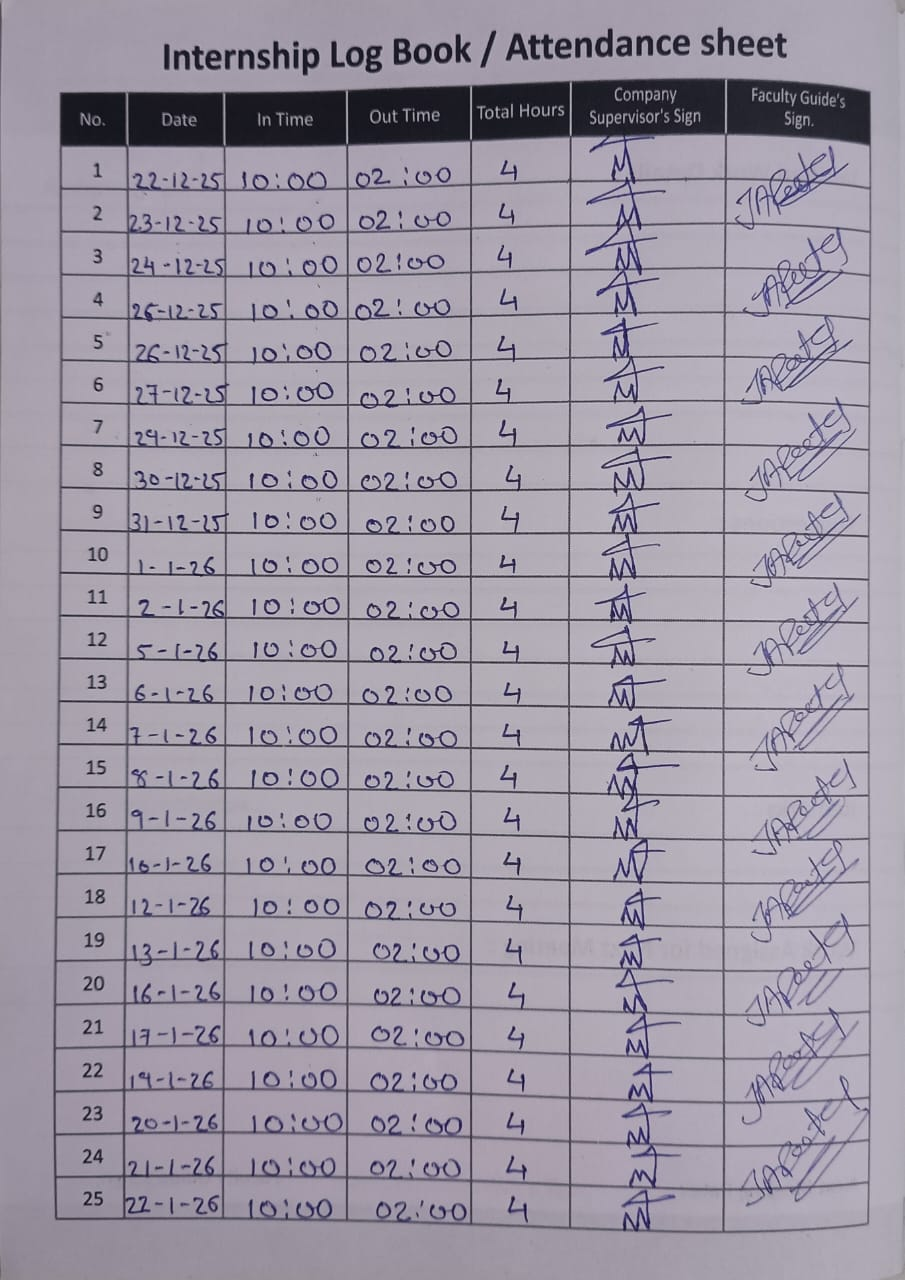 Internship Log Book / Attendance sheet
No. Date In Time Out Time Total Hours Company Supervisor's Sign Faculty Guide's Sign.
1 22-12-25 10:00 02:00 4
2 23-12-25 10:00 02:00 4
3 24-12-25 10:00 02:00 4
4 26-12-25 10:00 02:00 4
5 26-12-25 10:00 02:00 4
6 27-12-25 10:00 02:00 4
7 29-12-25 10:00 02:00 4
8 30-12-25 10:00 02:00 4
9 31-12-25 10:00 02:00 4
10 1-1-26 10:00 02:00 4
11 2-1-26 10:00 02:00 4
12 5-1-26 10:00 02:00 4
13 6-1-26 10:00 02:00 4
14 7-1-26 10:00 02:00 4
15 8-1-26 10:00 02:00 4
16 9-1-26 10:00 02:00 4
17 10-1-26 10:00 02:00 4
18 12-1-26 10:00 02:00 4
19 13-1-26 10:00 02:00 4
20 16-1-26 10:00 02:00 4
21 17-1-26 10:00 02:00 4
22 19-1-26 10:00 02:00 4
23 20-1-26 10:00 02:00 4
24 21-1-26 10:00 02:00 4
25 22-1-26 10:00 02:00 4